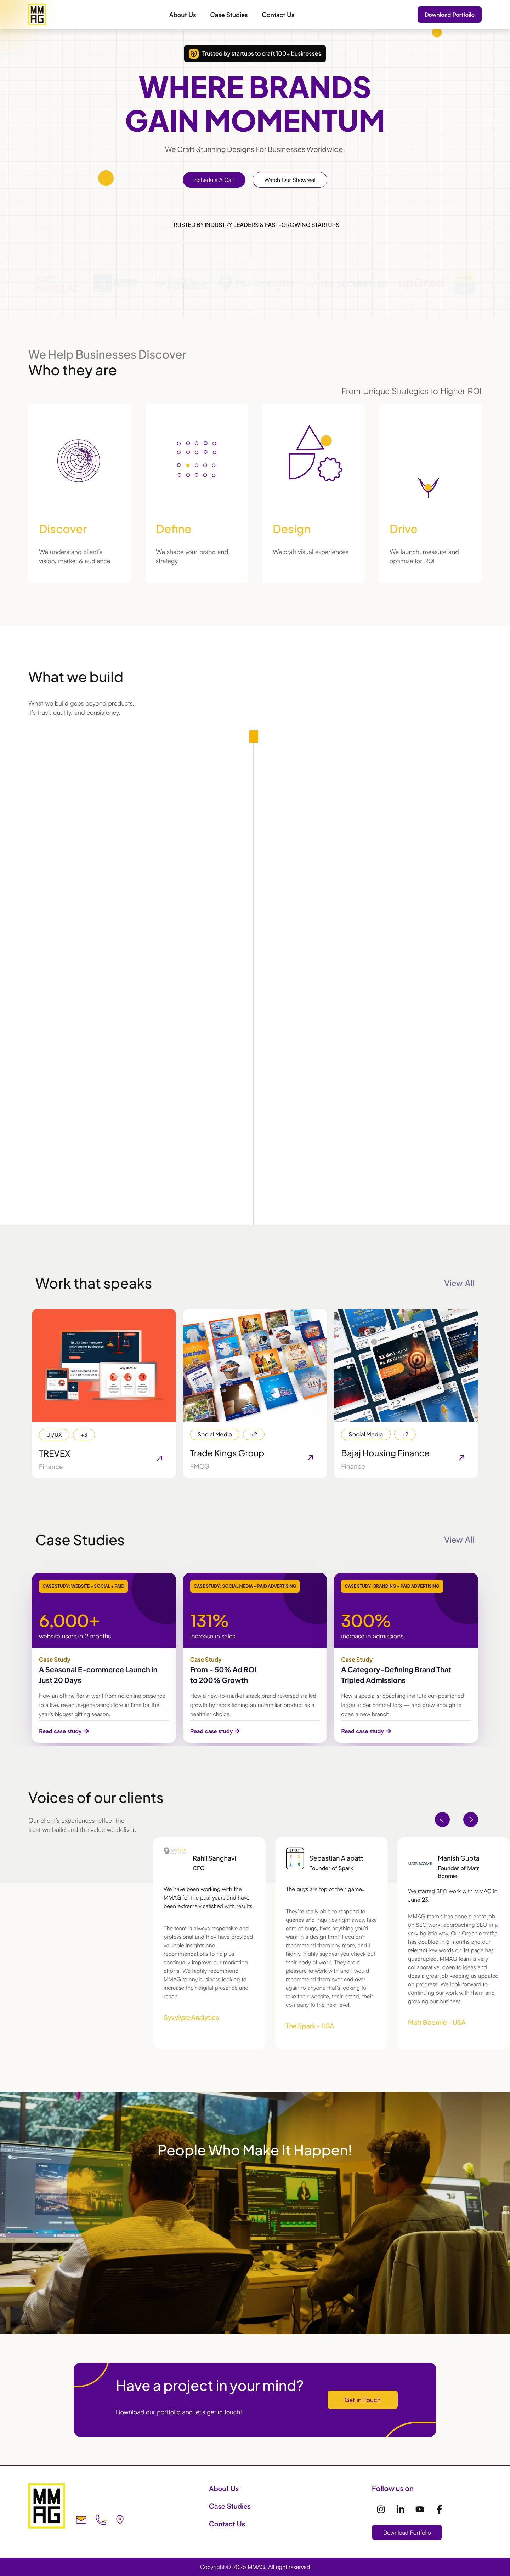 MM
AG
About Us
Case Studies
Contact Us
Download Portfoilo
Trusted by startups to craft 100+ businesses
WHERE BRANDS
GAIN MOMENTUM
We Craft Stunning Designs For Businesses Worldwide.
Schedule A Call
Watch Our Showreel
TRUSTED BY INDUSTRY LEADERS & FAST-GROWING STARTUPS
We Help Businesses Discover
Who they are
From Unique Strategies to Higher ROI
Discover
We understand client's
vision, market & audience
Define
We shape your brand and
strategy
Design
We craft visual experiences
Drive
We launch, measure and
optimize for ROI
What we build
What we build goes beyond products.
It's trust, quality, and consistency.
Work that speaks
View All
UI/UX
+3
TREVEX
Finance
Social Media
+2
Trade Kings Group
FMCG
Social Media
+2
Bajaj Housing Finance
Finance
Case Studies
View All
CASE STUDY: WEBSITE + SOCIAL + PAID
6,000+
website users in 2 months
Case Study
A Seasonal E-commerce Launch in
Just 20 Days
How an offline florist went from no online presence
to a live, revenue-generating store in time for the
year's biggest gifting season.
Read case study →
CASE STUDY: SOCIAL MEDIA + PAID ADVERTISING
131%
increase in sales
Case Study
From - 50% Ad ROI
to 200% Growth
How a new-to-market snack brand reversed stalled
growth by repositioning an unfamiliar product as a
healthier choice.
Read case study →
CASE STUDY: BRANDING + PAID ADVERTISING
300%
increase in admissions
Case Study
A Category-Defining Brand That
Tripled Admissions
How a specialist coaching institute out-positioned
larger, older competitors — and grew enough to
open a new branch.
Read case study →
Voices of our clients
Our client's experiences reflect the
trust we build and the value we deliver.
Rahil Sanghavi
CFO
We have been working with the
MMAG for the past years and have
been extremely satisfied with results.
The team is always responsive and
professional and they have provided
valuable insights and
recommendations to help us
continually improve our marketing
efforts. We highly recommend
MMAG to any business looking to
increase their digital presence and
reach.
Syvylyze Analytics
Sebastian Alapatt
Founder of Spark
The guys are top of their game...
They're really able to respond to
queries and inquiries right away, take
care of bugs, fixes anything you'd
want in a design firm? I couldn't
recommend them any more, and I
highly, highly suggest you check out
their body of work. They are a
pleasure to work with and I would
recommend them over and over
again to anyone that's looking to
take their website, their brand, their
company to the next level.
The Spark - USA
MATR BOOMIE
Manish Gupta
Founder of Matr
Boomie
We started SEO work with MMAG in
June 23.
MMAG team's has done a great job
on SEO work, approaching SEO in a
very holistic way. Our Organic traffic
has doubled in 6 months and our
relevant key words on 1st page has
quadrupled. MMAG team is very
collaborative, open to ideas and
does a great job keeping us updated
on progress. We look forward to
continuing our work with them and
growing our business.
Matr Boomie - USA
People Who Make It Happen!
Have a project in your mind?
Download our portfolio and let's get in touch!
Get in Touch
MM
AG
About Us
Case Studies
Contact Us
Follow us on
Download Portfolio
Copyright © 2026 MMAG, All right reserved